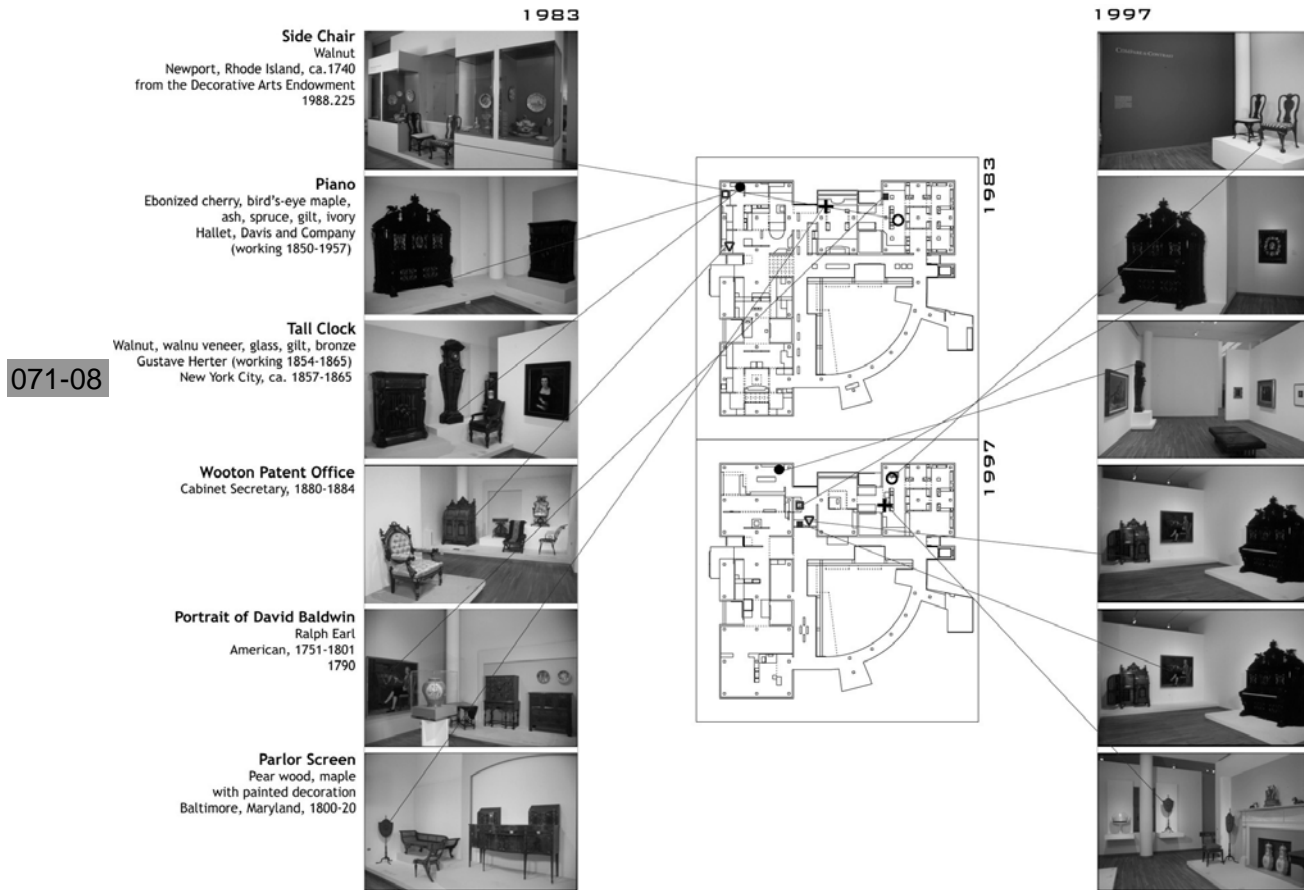 1983
1997
Side Chair
Walnut
Newport, Rhode Island, ca.1740
from the Decorative Arts Endowment
1988.225
Piano
Ebonized cherry, bird's-eye maple,
ash, spruce, gilt, ivory
Hallet, Davis and Company
(working 1850-1957)
Tall Clock
Walnut, walnu veneer, glass, gilt, bronze
Gustave Herter (working 1854-1865)
New York City, ca. 1857-1865
071-08
Wooton Patent Office
Cabinet Secretary, 1880-1884
Portrait of David Baldwin
Ralph Earl
American, 1751-1801
1790
Parlor Screen
Pear wood, maple
with painted decoration
Baltimore, Maryland, 1800-20
1983
1997